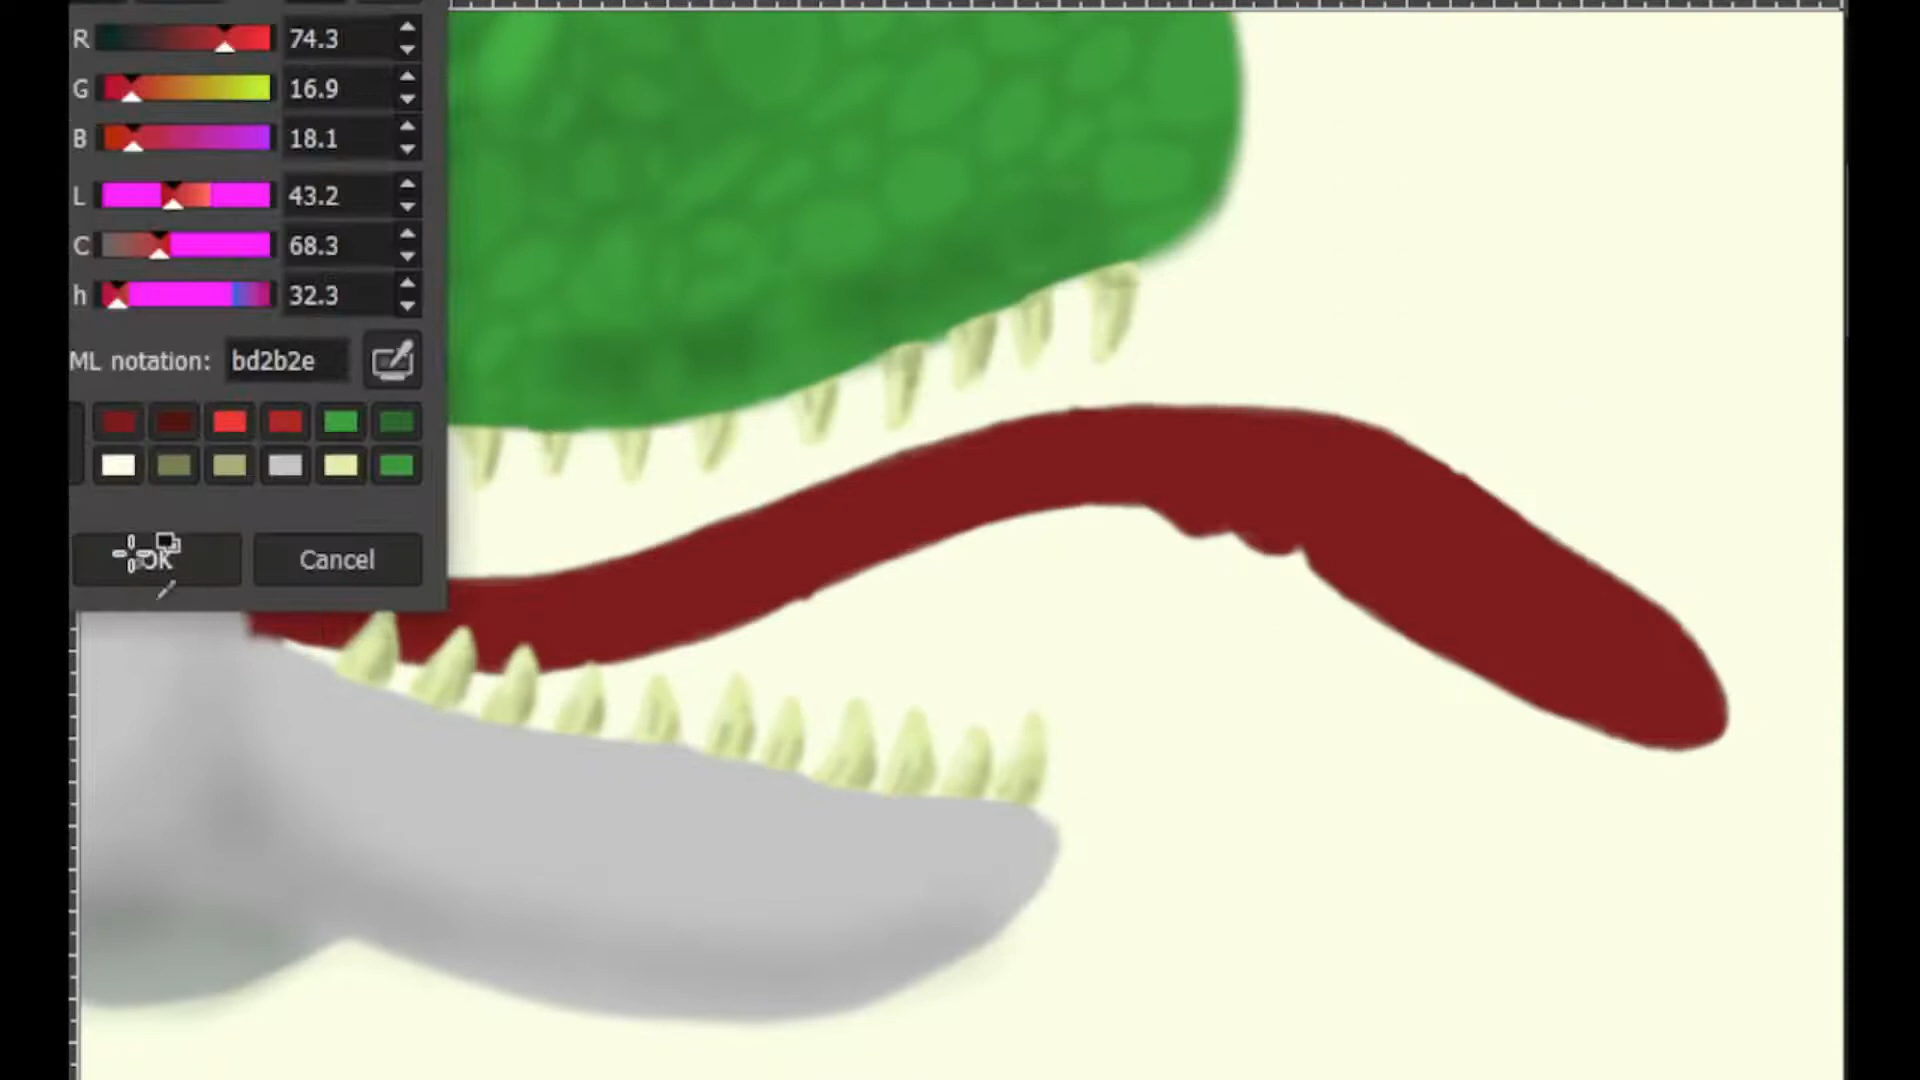 R 74.3
G 16.9
B 18.1
L 43.2
C 68.3
h 32.3
ML notation: bd2b2e
OK Cancel